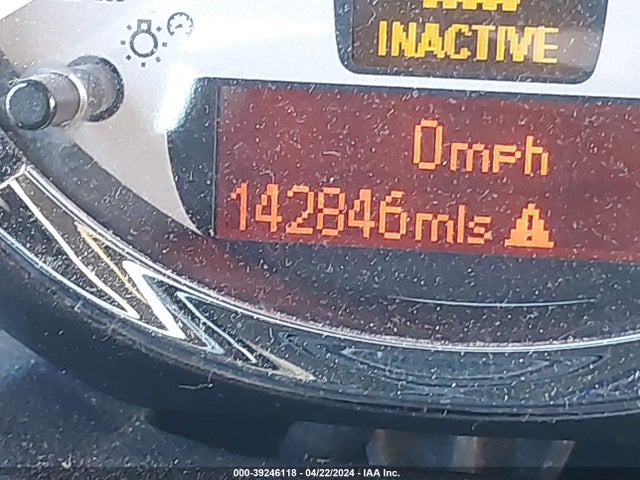 INACTIVE
0mph
142846mls
000-39246118 - 04/22/2024 - IAA Inc.